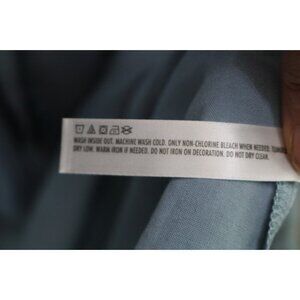 WASH INSIDE OUT. MACHINE WASH COLD. ONLY NON-CHLORINE BLEACH WHEN NEEDED. TUMBLE
DRY LOW. WARM IRON IF NEEDED. DO NOT IRON ON DECORATION. DO NOT DRY CLEAN.